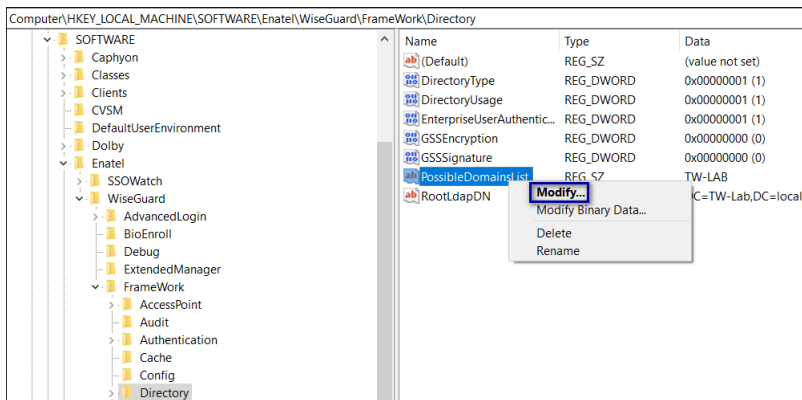 Computer\HKEY_LOCAL_MACHINE\SOFTWARE\Enatel\WiseGuard\FrameWork\Directory
SOFTWARE
Caphyon
Classes
Clients
CVSM
DefaultUserEnvironment
Dolby
Enatel
SSOWatch
WiseGuard
AdvancedLogin
BioEnroll
Debug
ExtendedManager
FrameWork
AccessPoint
Audit
Authentication
Cache
Config
Directory
Name Type Data
(Default) REG_SZ (value not set)
DirectoryType REG_DWORD 0x00000001 (1)
DirectoryUsage REG_DWORD 0x00000001 (1)
EnterpriseUserAuthentic... REG_DWORD 0x00000001 (1)
GSSEncryption REG_DWORD 0x00000000 (0)
GSSSignature REG_DWORD 0x00000000 (0)
PossibleDomainsList REG_SZ TW-LAB
RootLdapDN C=TW-Lab,DC=local
Modify...
Modify Binary Data...
Delete
Rename